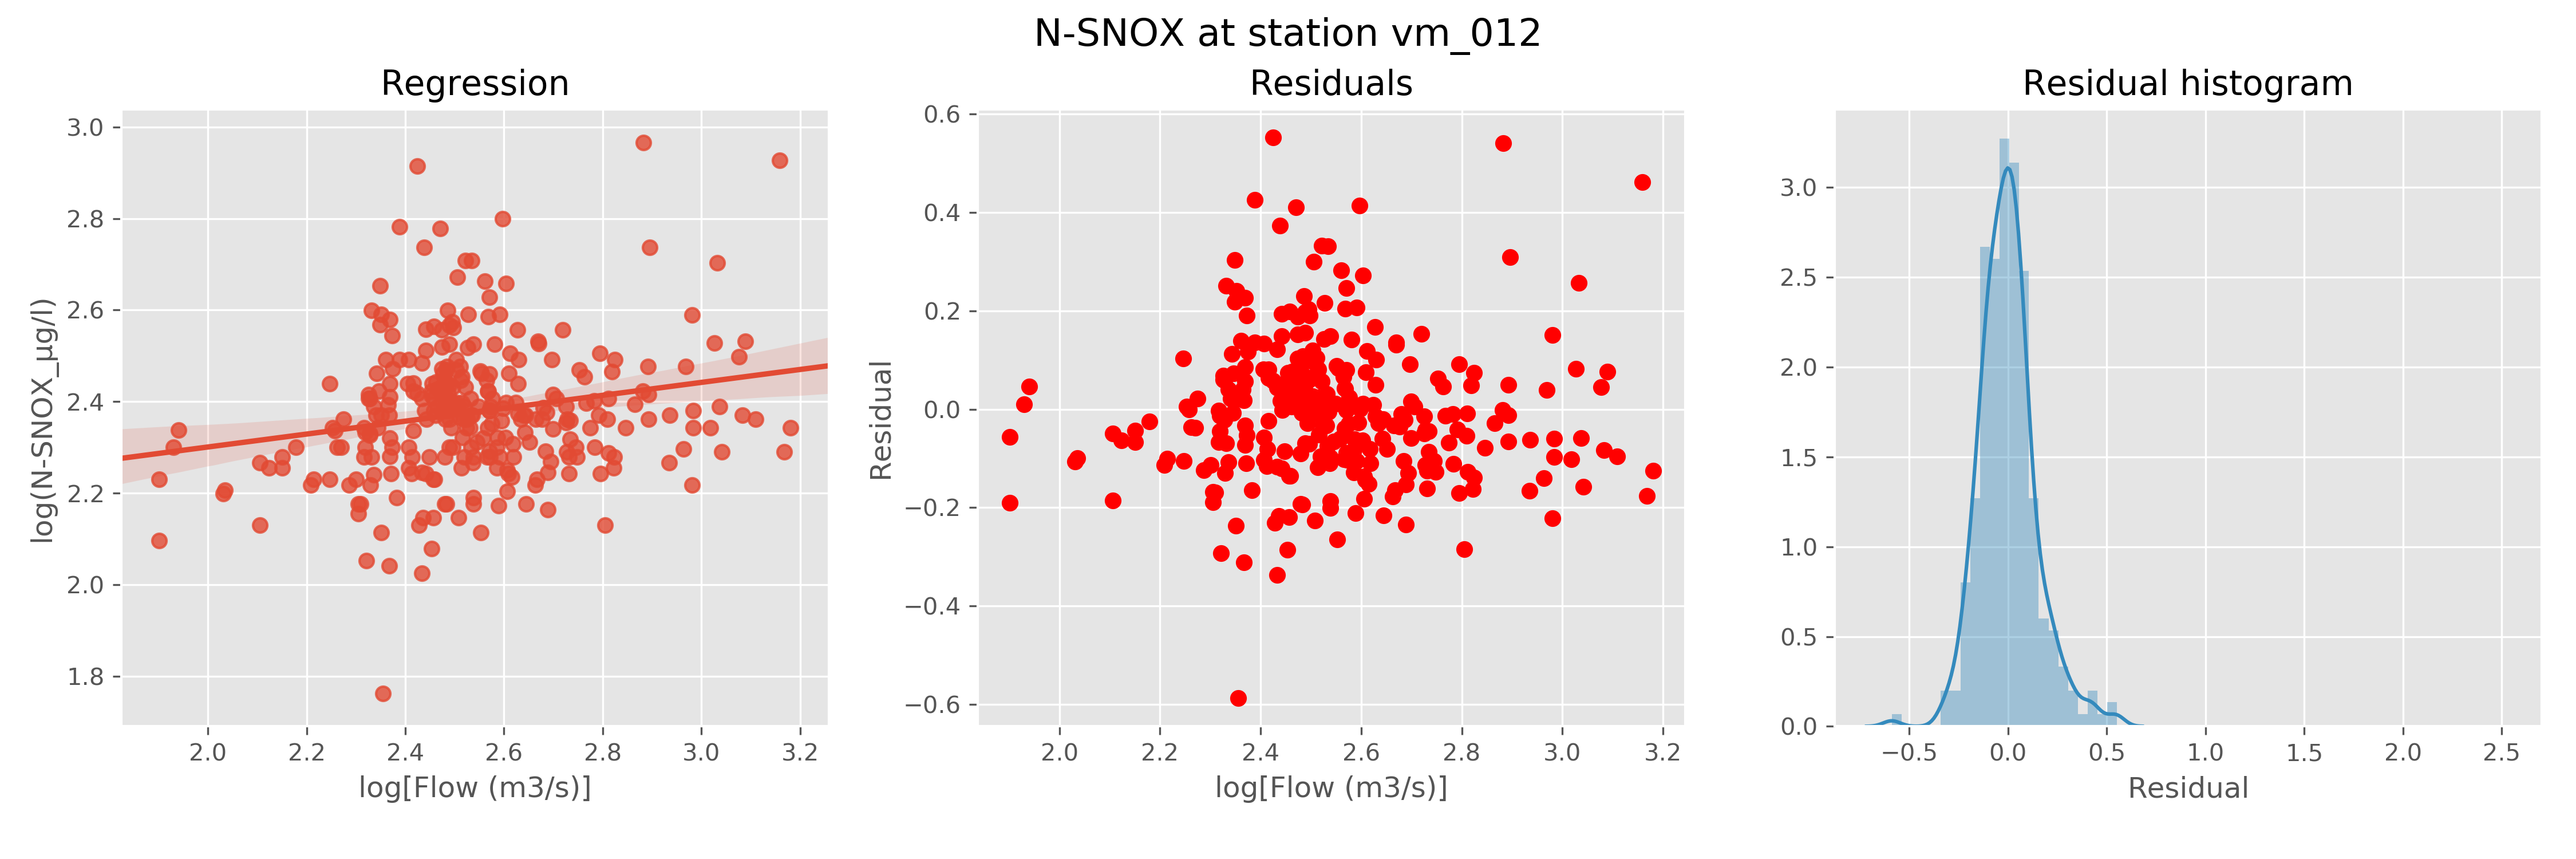 N-SNOX at station vm_012
Regression
3.0
2.8
2.6
2.4
2.2
2.0
1.8
log(N-SNOX_µg/l)
2.0 2.2 2.4 2.6 2.8 3.0 3.2
log[Flow (m3/s)]
Residuals
0.6
0.4
0.2
0.0
−0.2
−0.4
−0.6
Residual
2.0 2.2 2.4 2.6 2.8 3.0 3.2
log[Flow (m3/s)]
Residual histogram
3.0
2.5
2.0
1.5
1.0
0.5
0.0
−0.5 0.0 0.5 1.0 1.5 2.0 2.5
Residual